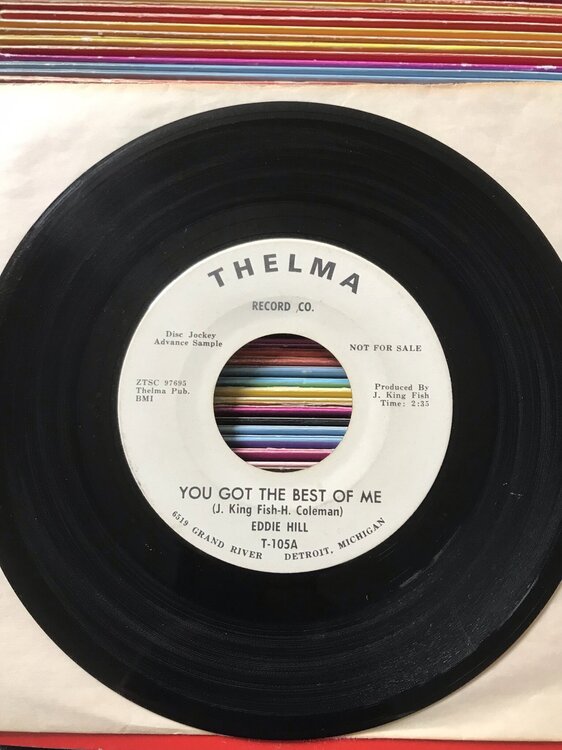 THELMA
RECORD CO.
Disc Jockey
Advance Sample
NOT FOR SALE
ZTSC 97695
Thelma Pub.
BMI
Produced By
J. King Fish
Time: 2:35
YOU GOT THE BEST OF ME
(J. King Fish-H. Coleman)
EDDIE HILL
T-105A
6519 GRAND RIVER DETROIT, MICHIGAN